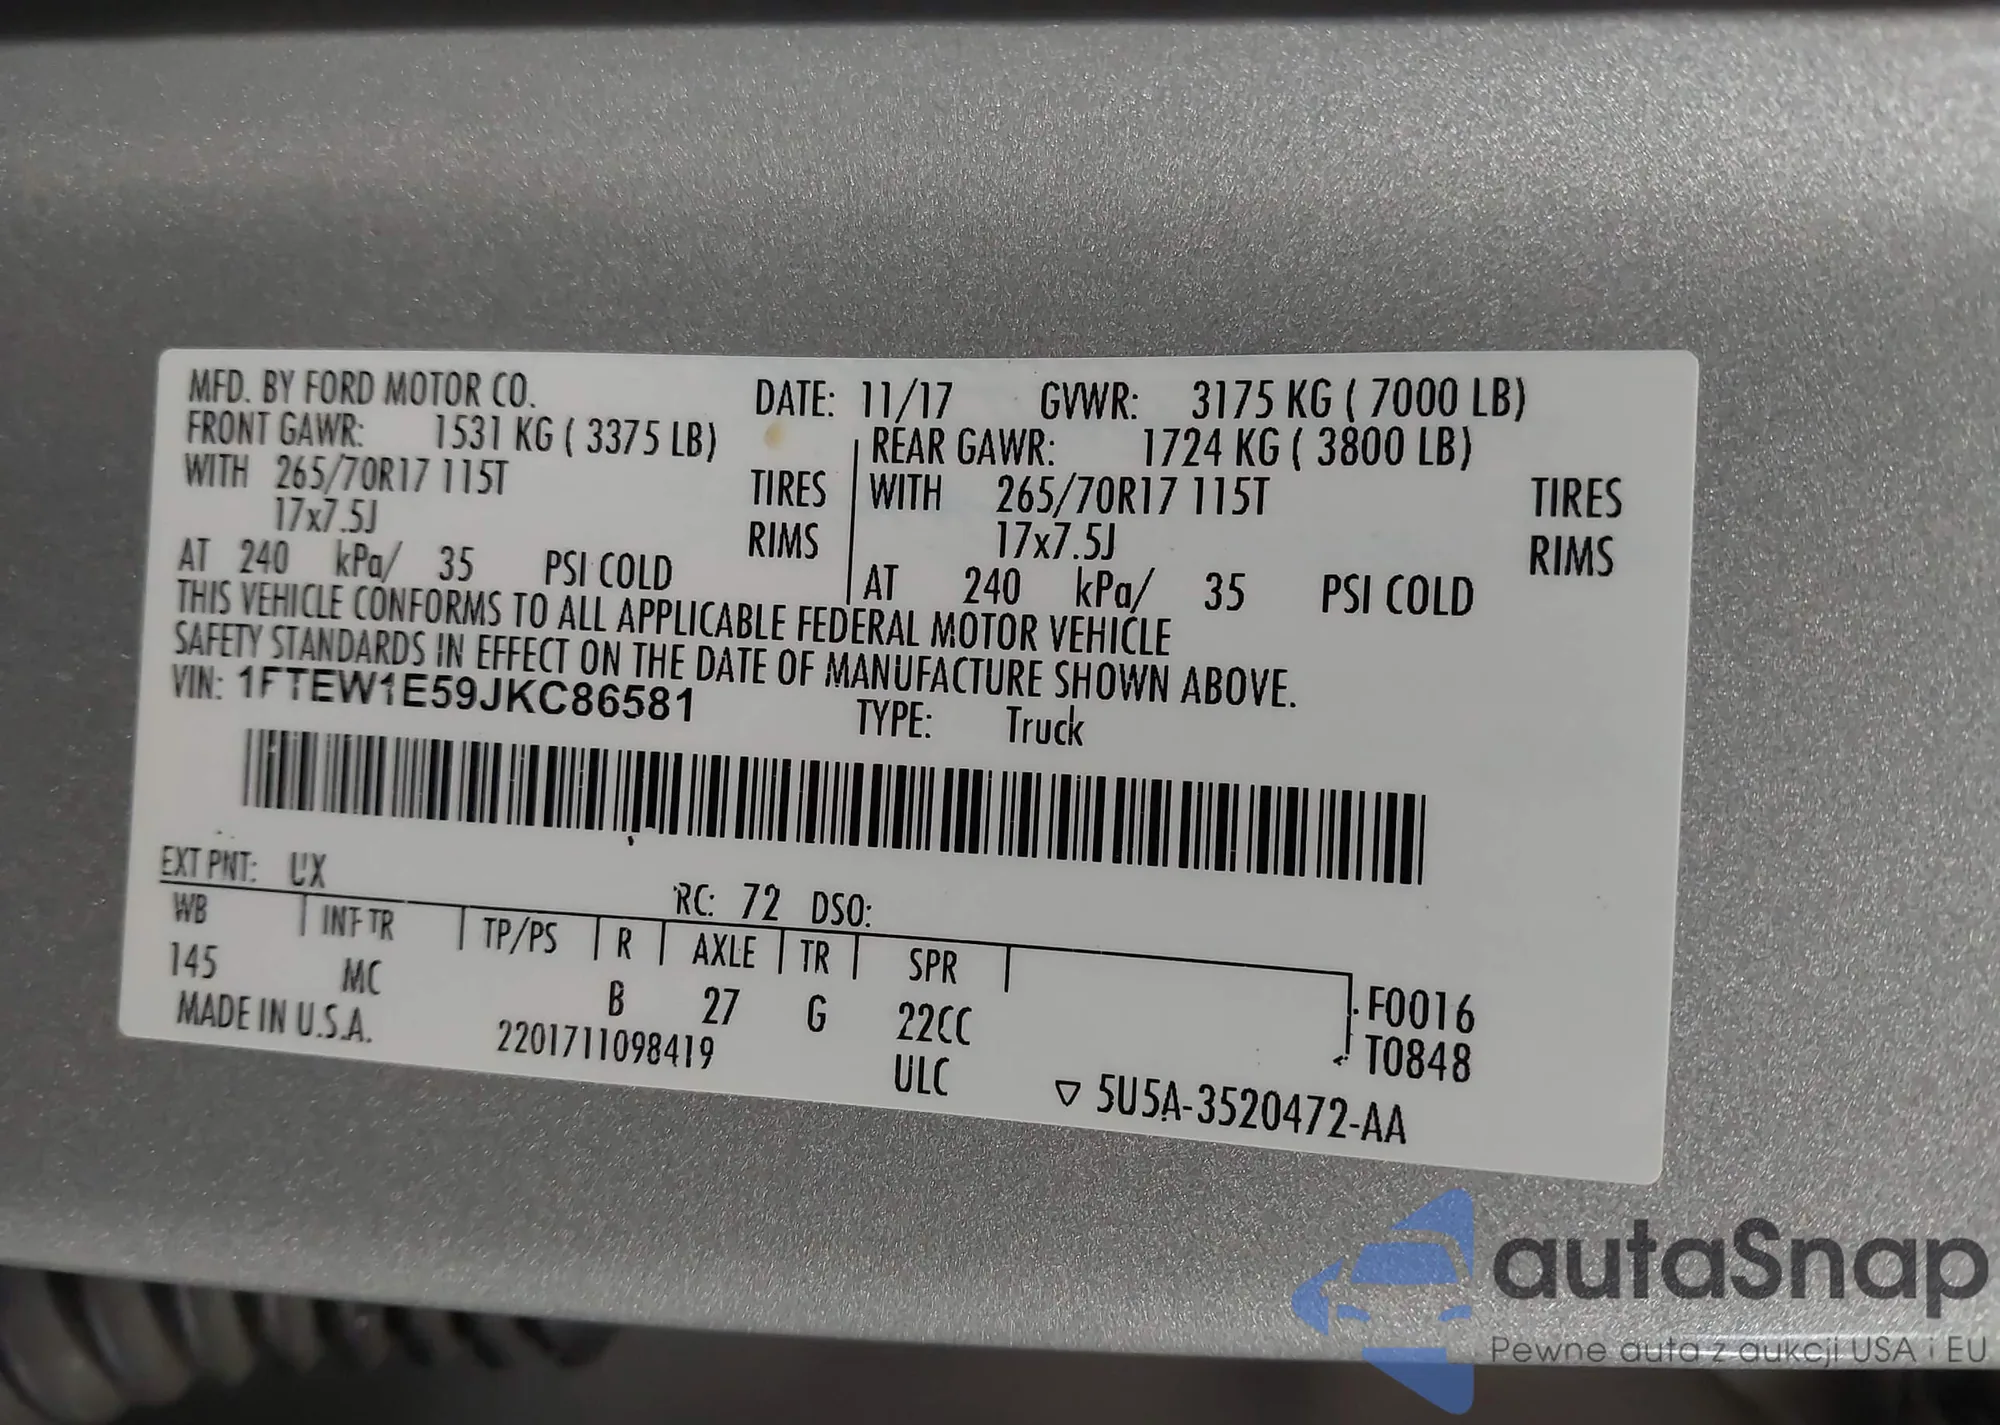 MFD. BY FORD MOTOR CO. DATE: 11/17 GVWR: 3175 KG ( 7000 LB)
FRONT GAWR: 1531 KG ( 3375 LB) REAR GAWR: 1724 KG ( 3800 LB)
WITH 265/70R17 115T TIRES WITH 265/70R17 115T TIRES
17x7.5J RIMS 17x7.5J RIMS
AT 240 kPa/ 35 PSI COLD AT 240 kPa/ 35 PSI COLD
THIS VEHICLE CONFORMS TO ALL APPLICABLE FEDERAL MOTOR VEHICLE
SAFETY STANDARDS IN EFFECT ON THE DATE OF MANUFACTURE SHOWN ABOVE.
VIN: 1FTEW1E59JKC86581 TYPE: Truck
EXT PNT: UX RC: 72 DSO:
WB INT TR TP/PS R AXLE TR SPR
145 MC B 27 G 22CC F0016
ULC T0848
MADE IN U.S.A. 2201711098419 ▽ 5U5A-3520472-AA
autaSnap
Pewne auta z aukcji USA i EU